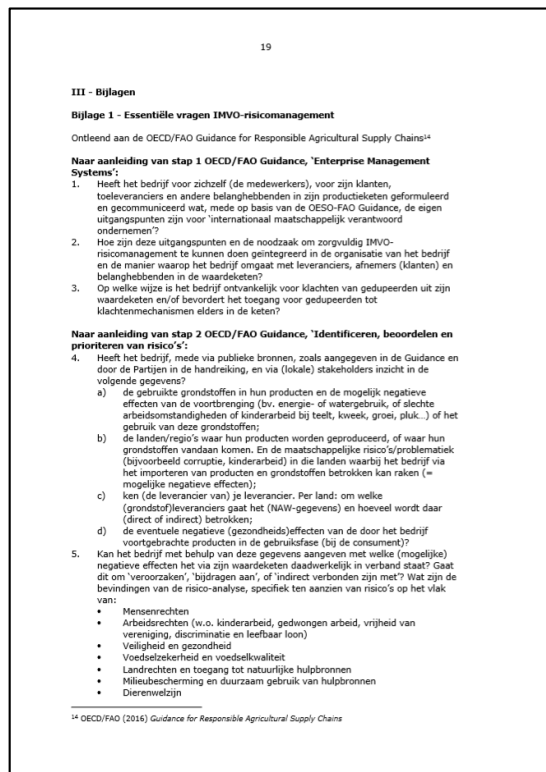 19
III - Bijlagen
Bijlage 1 - Essentiële vragen IMVO-risicomanagement
Ontleend aan de OECD/FAO Guidance for Responsible Agricultural Supply Chains¹⁴
Naar aanleiding van stap 1 OECD/FAO Guidance, ‘Enterprise Management
Systems’:
1. Heeft het bedrijf voor zichzelf (de medewerkers), voor zijn klanten,
toeleveranciers en andere belanghebbenden in zijn productieketen geformuleerd
en gecommuniceerd wat, mede op basis van de OESO-FAO Guidance, de eigen
uitgangspunten zijn voor ‘internationaal maatschappelijk verantwoord
ondernemen’?
2. Hoe zijn deze uitgangspunten en de noodzaak om zorgvuldig IMVO-
risicomanagement te kunnen doen geïntegreerd in de organisatie van het bedrijf
en de manier waarop het bedrijf omgaat met leveranciers, afnemers (klanten) en
belanghebbenden in de waardeketen?
3. Op welke wijze is het bedrijf ontvankelijk voor klachten van gedupeerden uit zijn
waardeketen en/of bevordert het toegang voor gedupeerden tot
klachtenmechanismen elders in de keten?
Naar aanleiding van stap 2 OECD/FAO Guidance, ‘Identificeren, beoordelen en
prioriteren van risico’s’:
4. Heeft het bedrijf, mede via publieke bronnen, zoals aangegeven in de Guidance en
door de Partijen in de handreiking, en via (lokale) stakeholders inzicht in de
volgende gegevens?
a) de gebruikte grondstoffen in hun producten en de mogelijk negatieve
effecten van de voortbrenging (bv. energie- of watergebruik, of slechte
arbeidsomstandigheden of kinderarbeid bij teelt, kweek, groei, pluk…) of het
gebruik van deze grondstoffen;
b) de landen/regio’s waar hun producten worden geproduceerd, of waar hun
grondstoffen vandaan komen. En de maatschappelijke risico’s/problematiek
(bijvoorbeeld corruptie, kinderarbeid) in die landen waarbij het bedrijf via
het importeren van producten en grondstoffen betrokken kan raken (=
mogelijke negatieve effecten);
c) ken (de leverancier van) je leverancier. Per land: om welke
(grondstof)leveranciers gaat het (NAW-gegevens) en hoeveel wordt daar
(direct of indirect) betrokken;
d) de eventuele negatieve (gezondheids)effecten van de door het bedrijf
voortgebrachte producten in de gebruiksfase (bij de consument)?
5. Kan het bedrijf met behulp van deze gegevens aangeven met welke (mogelijke)
negatieve effecten het via zijn waardeketen daadwerkelijk in verband staat? Gaat
dit om ‘veroorzaken’, ‘bijdragen aan’, of ‘indirect verbonden zijn met’? Wat zijn de
bevindingen van de risico-analyse, specifiek ten aanzien van risico’s op het vlak
van:
• Mensenrechten
• Arbeidsrechten (w.o. kinderarbeid, gedwongen arbeid, vrijheid van
vereniging, discriminatie en leefbaar loon)
• Veiligheid en gezondheid
• Voedselzekerheid en voedselkwaliteit
• Landrechten en toegang tot natuurlijke hulpbronnen
• Milieubescherming en duurzaam gebruik van hulpbronnen
• Dierenwelzijn
¹⁴ OECD/FAO (2016) Guidance for Responsible Agricultural Supply Chains